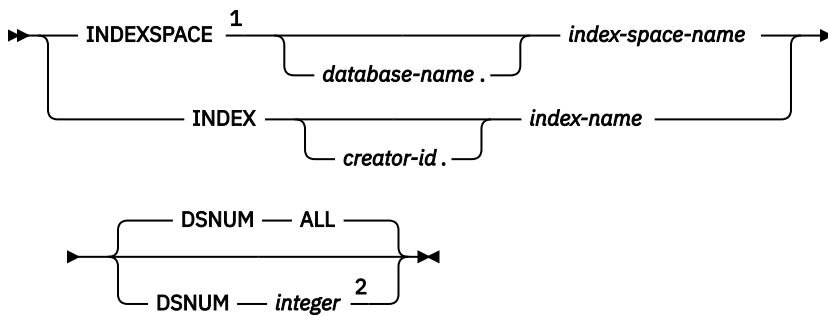 INDEXSPACE 1 index-space-name
database-name .
INDEX index-name
creator-id .
DSNUM ALL
DSNUM integer 2